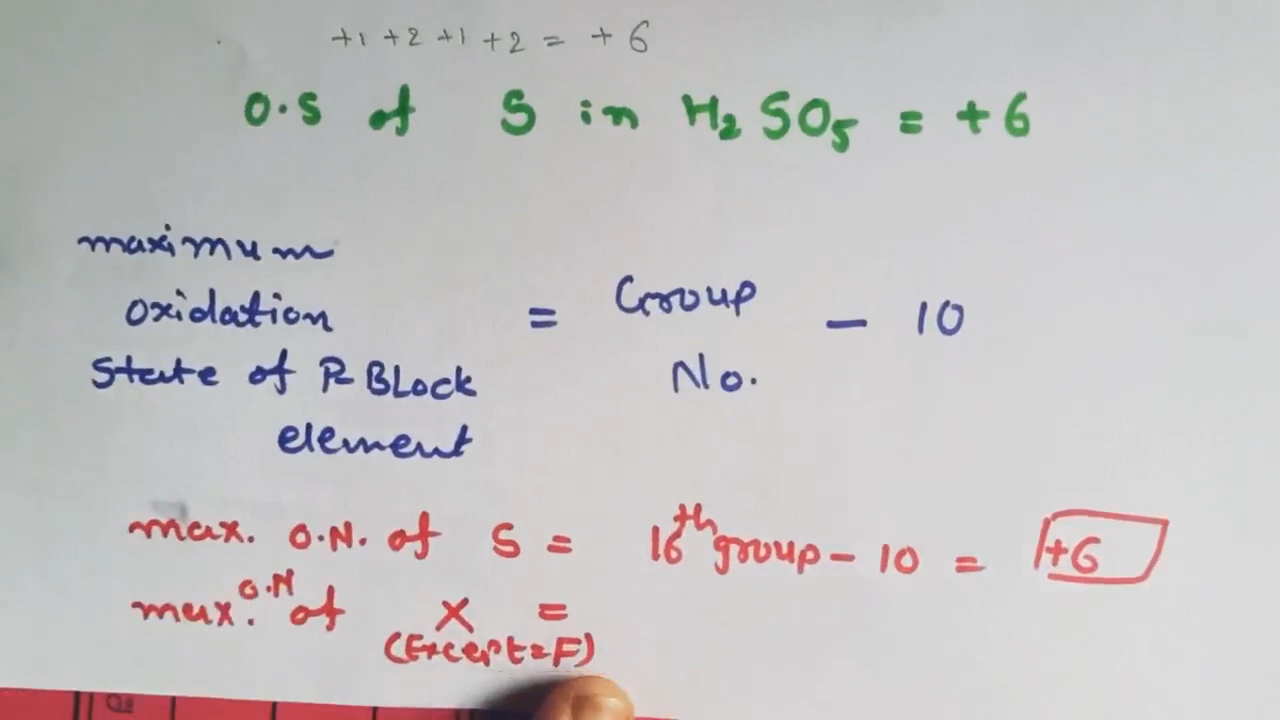 +1 +2 +1 +2 = +6
O.S of S in H₂SO₅ = +6
maximum
oxidation = Group - 10
State of P-Block No.
element
max. O.N. of S = 16th group - 10 = +6
max. O.N of X =
(Except = F)